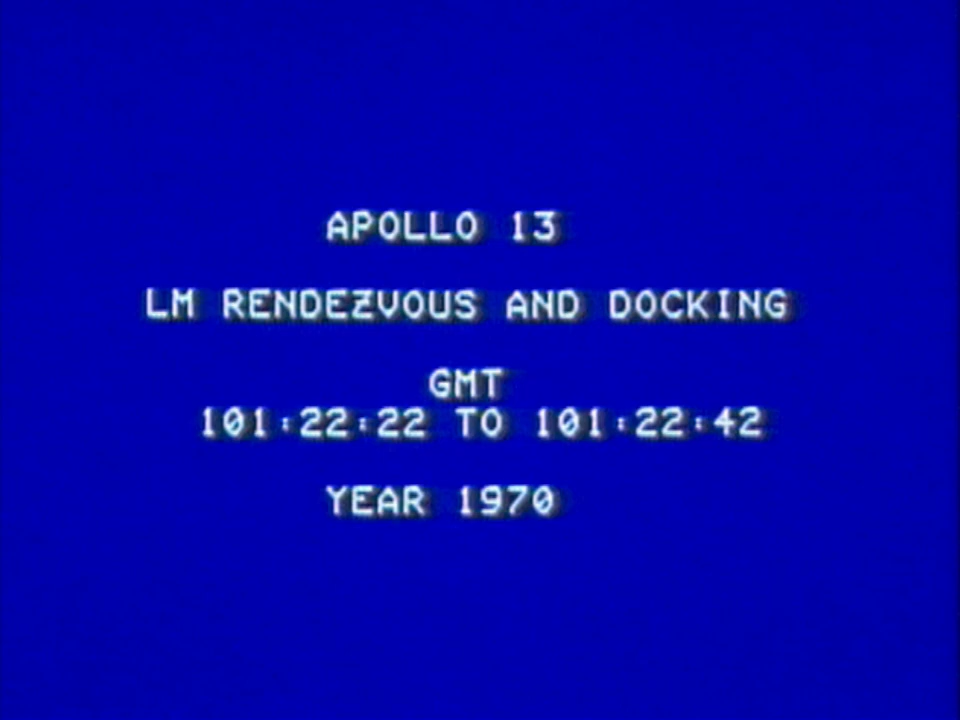 APOLLO 13
LM RENDEZVOUS AND DOCKING
GMT
101:22:22 TO 101:22:42
YEAR 1970